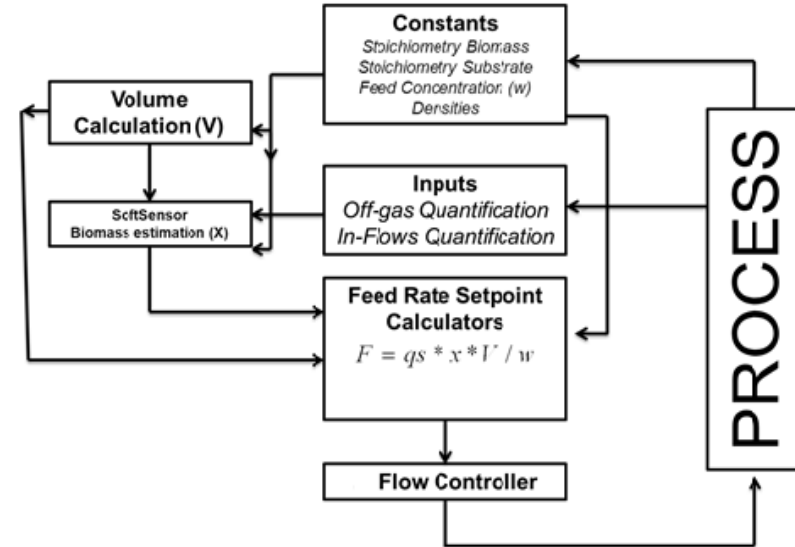 Constants
Stoichiometry Biomass
Stoichiometry Substrate
Feed Concentration (w)
Densities
Volume
Calculation (V)
Inputs
Off-gas Quantification
In-Flows Quantification
SoftSensor
Biomass estimation (X)
Feed Rate Setpoint
Calculators
F = qs * x * V / w
Flow Controller
PROCESS